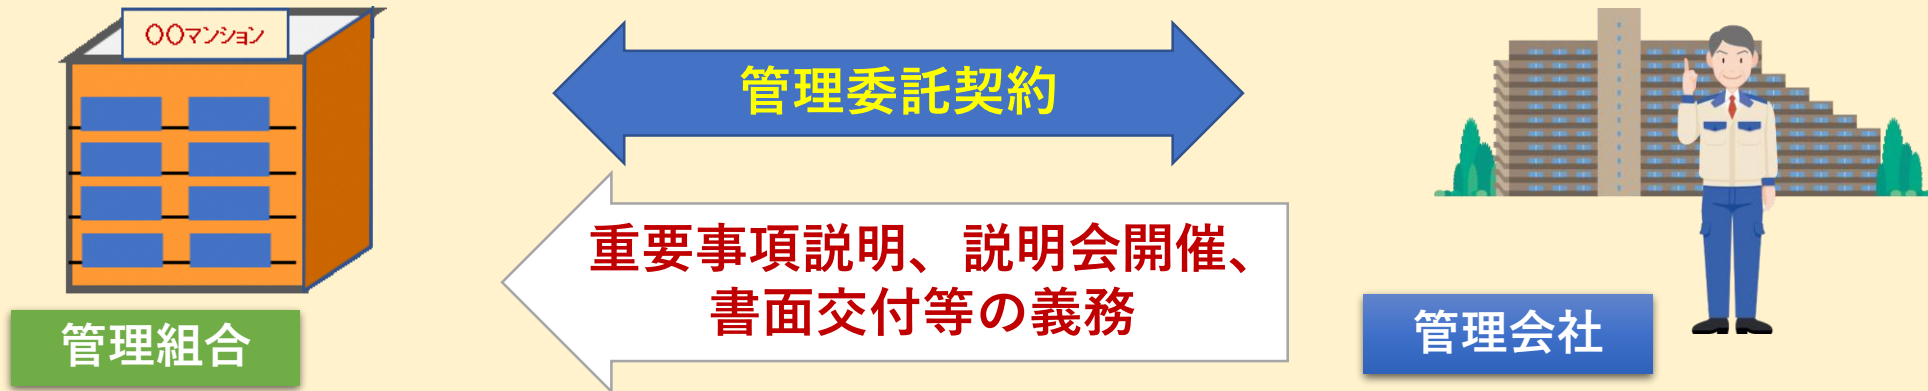 〇〇マンション
管理委託契約
重要事項説明、説明会開催、
書面交付等の義務
管理組合
管理会社